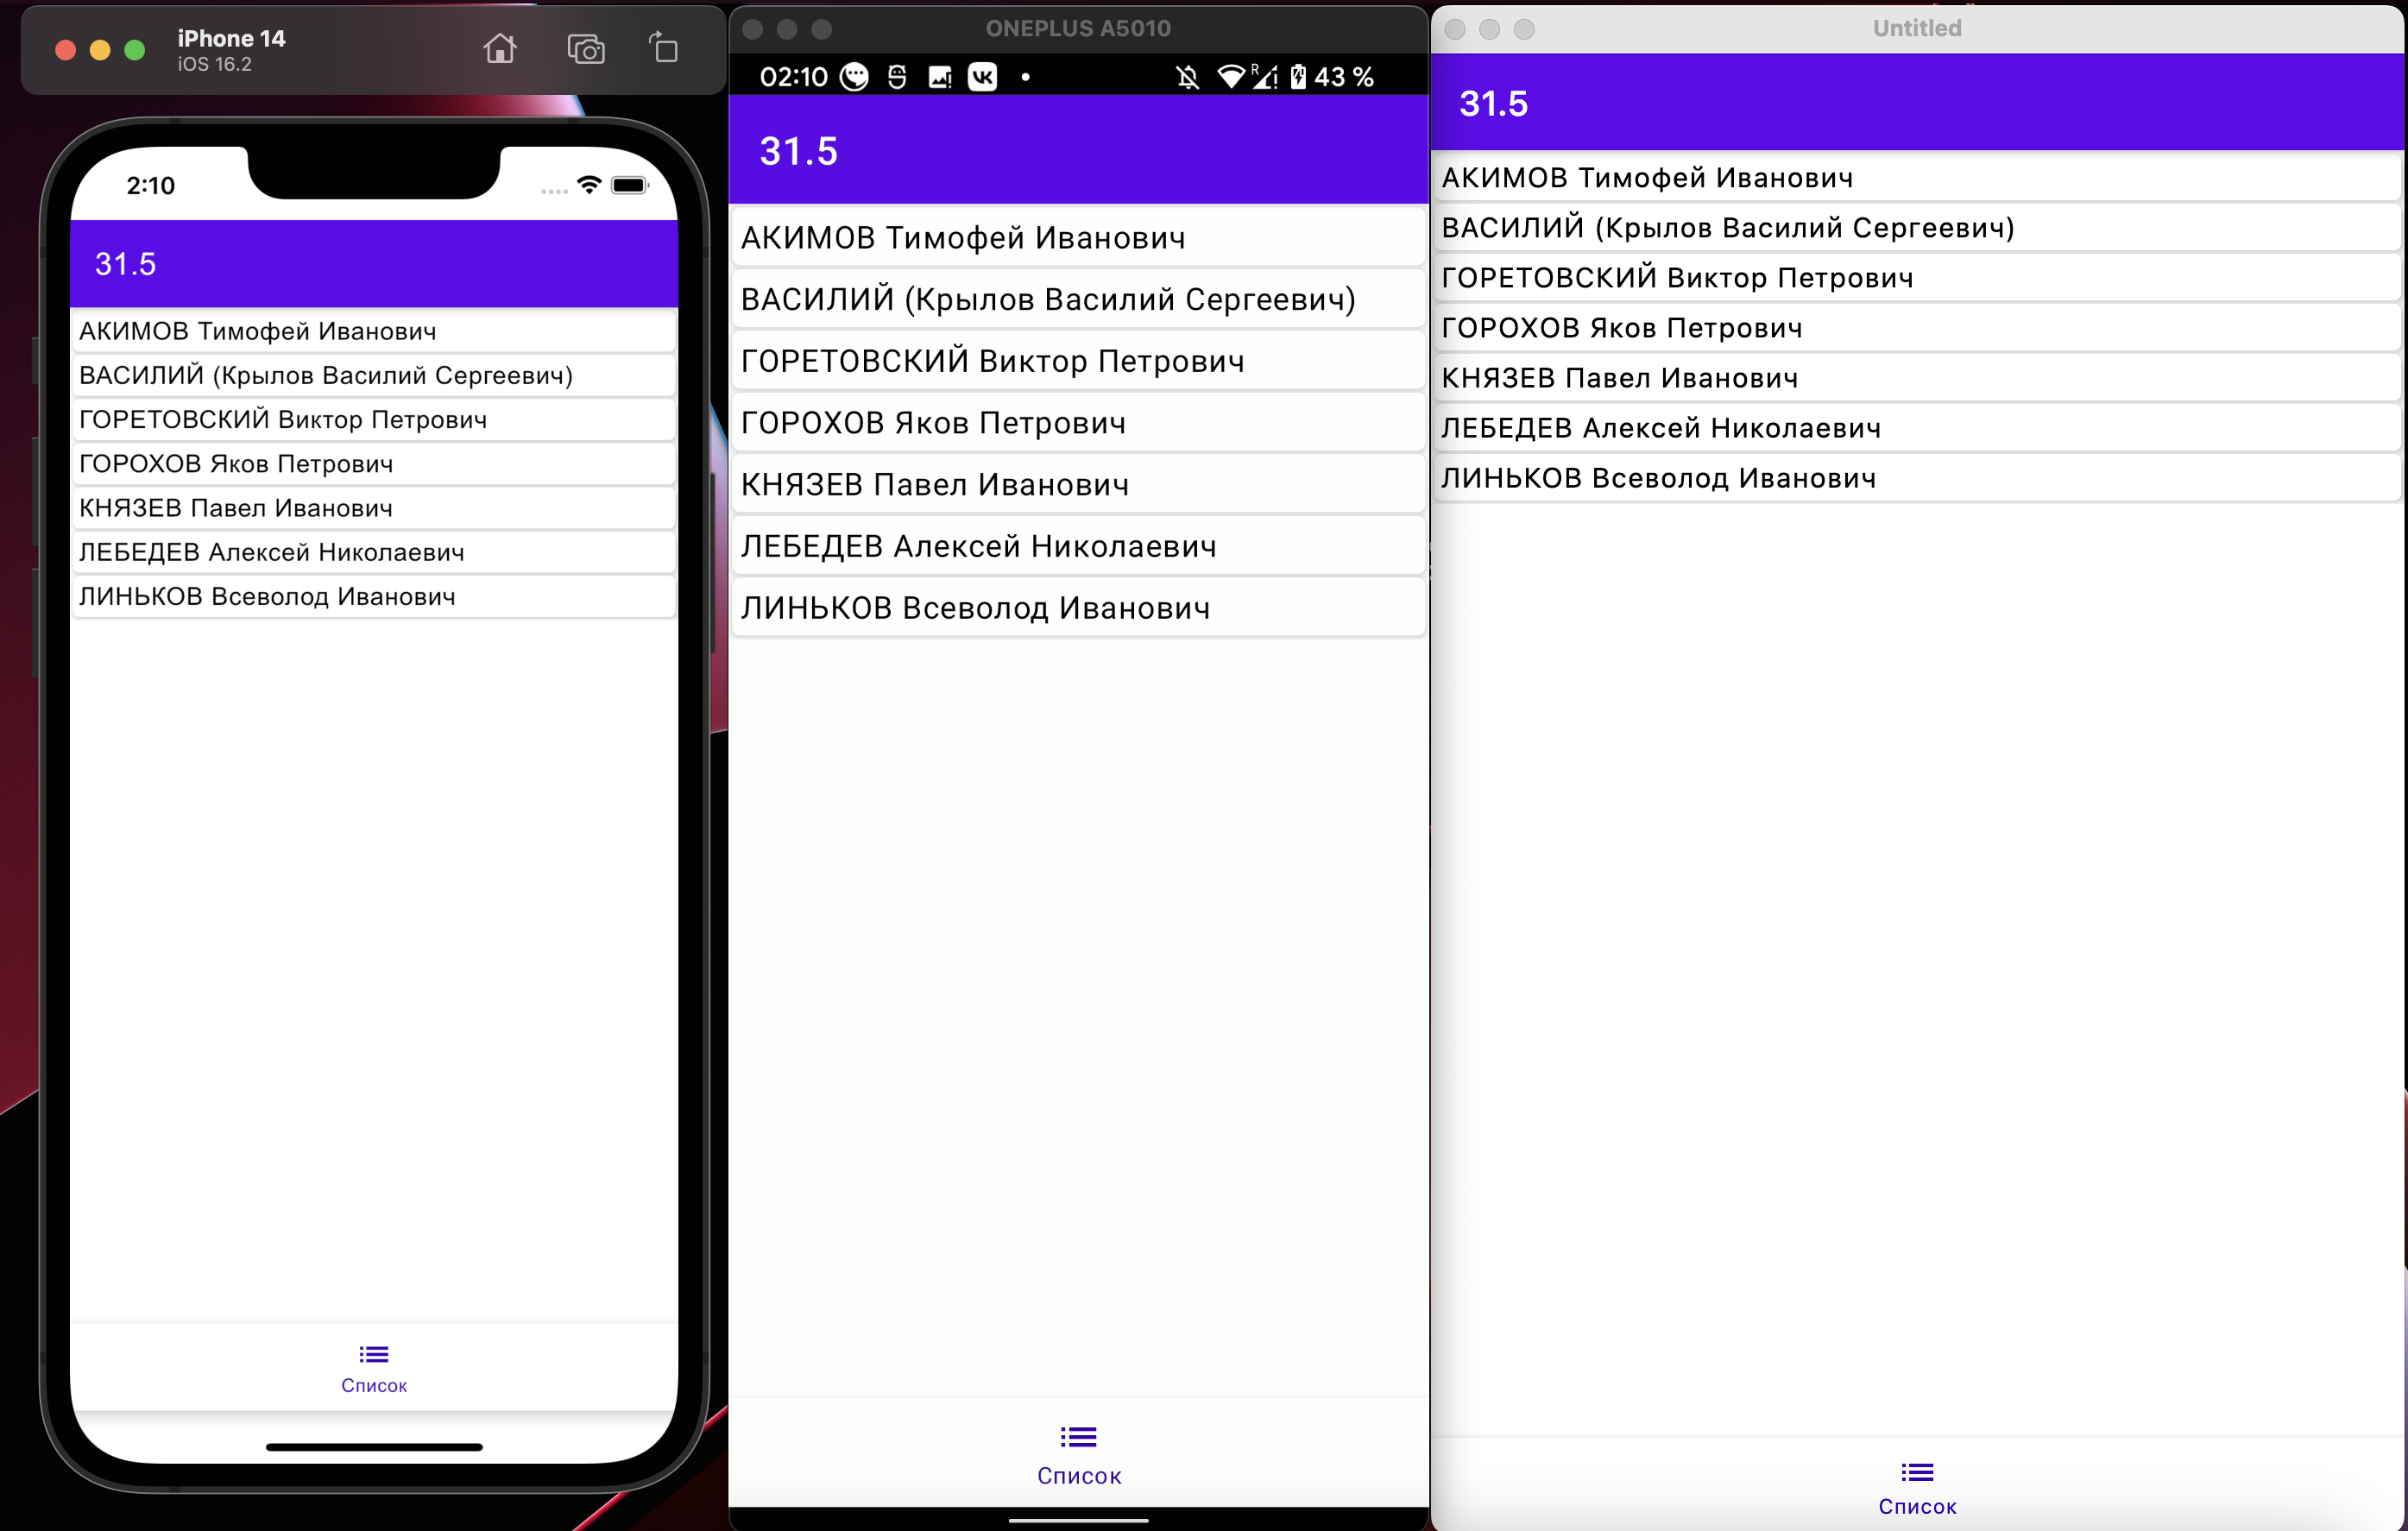 iPhone 14
iOS 16.2
2:10
31.5
АКИМОВ Тимофей Иванович
ВАСИЛИЙ (Крылов Василий Сергеевич)
ГОРЕТОВСКИЙ Виктор Петрович
ГОРОХОВ Яков Петрович
КНЯЗЕВ Павел Иванович
ЛЕБЕДЕВ Алексей Николаевич
ЛИНЬКОВ Всеволод Иванович
Список
ONEPLUS A5010
02:10 VK R 43 %
31.5
АКИМОВ Тимофей Иванович
ВАСИЛИЙ (Крылов Василий Сергеевич)
ГОРЕТОВСКИЙ Виктор Петрович
ГОРОХОВ Яков Петрович
КНЯЗЕВ Павел Иванович
ЛЕБЕДЕВ Алексей Николаевич
ЛИНЬКОВ Всеволод Иванович
Список
Untitled
31.5
АКИМОВ Тимофей Иванович
ВАСИЛИЙ (Крылов Василий Сергеевич)
ГОРЕТОВСКИЙ Виктор Петрович
ГОРОХОВ Яков Петрович
КНЯЗЕВ Павел Иванович
ЛЕБЕДЕВ Алексей Николаевич
ЛИНЬКОВ Всеволод Иванович
Список